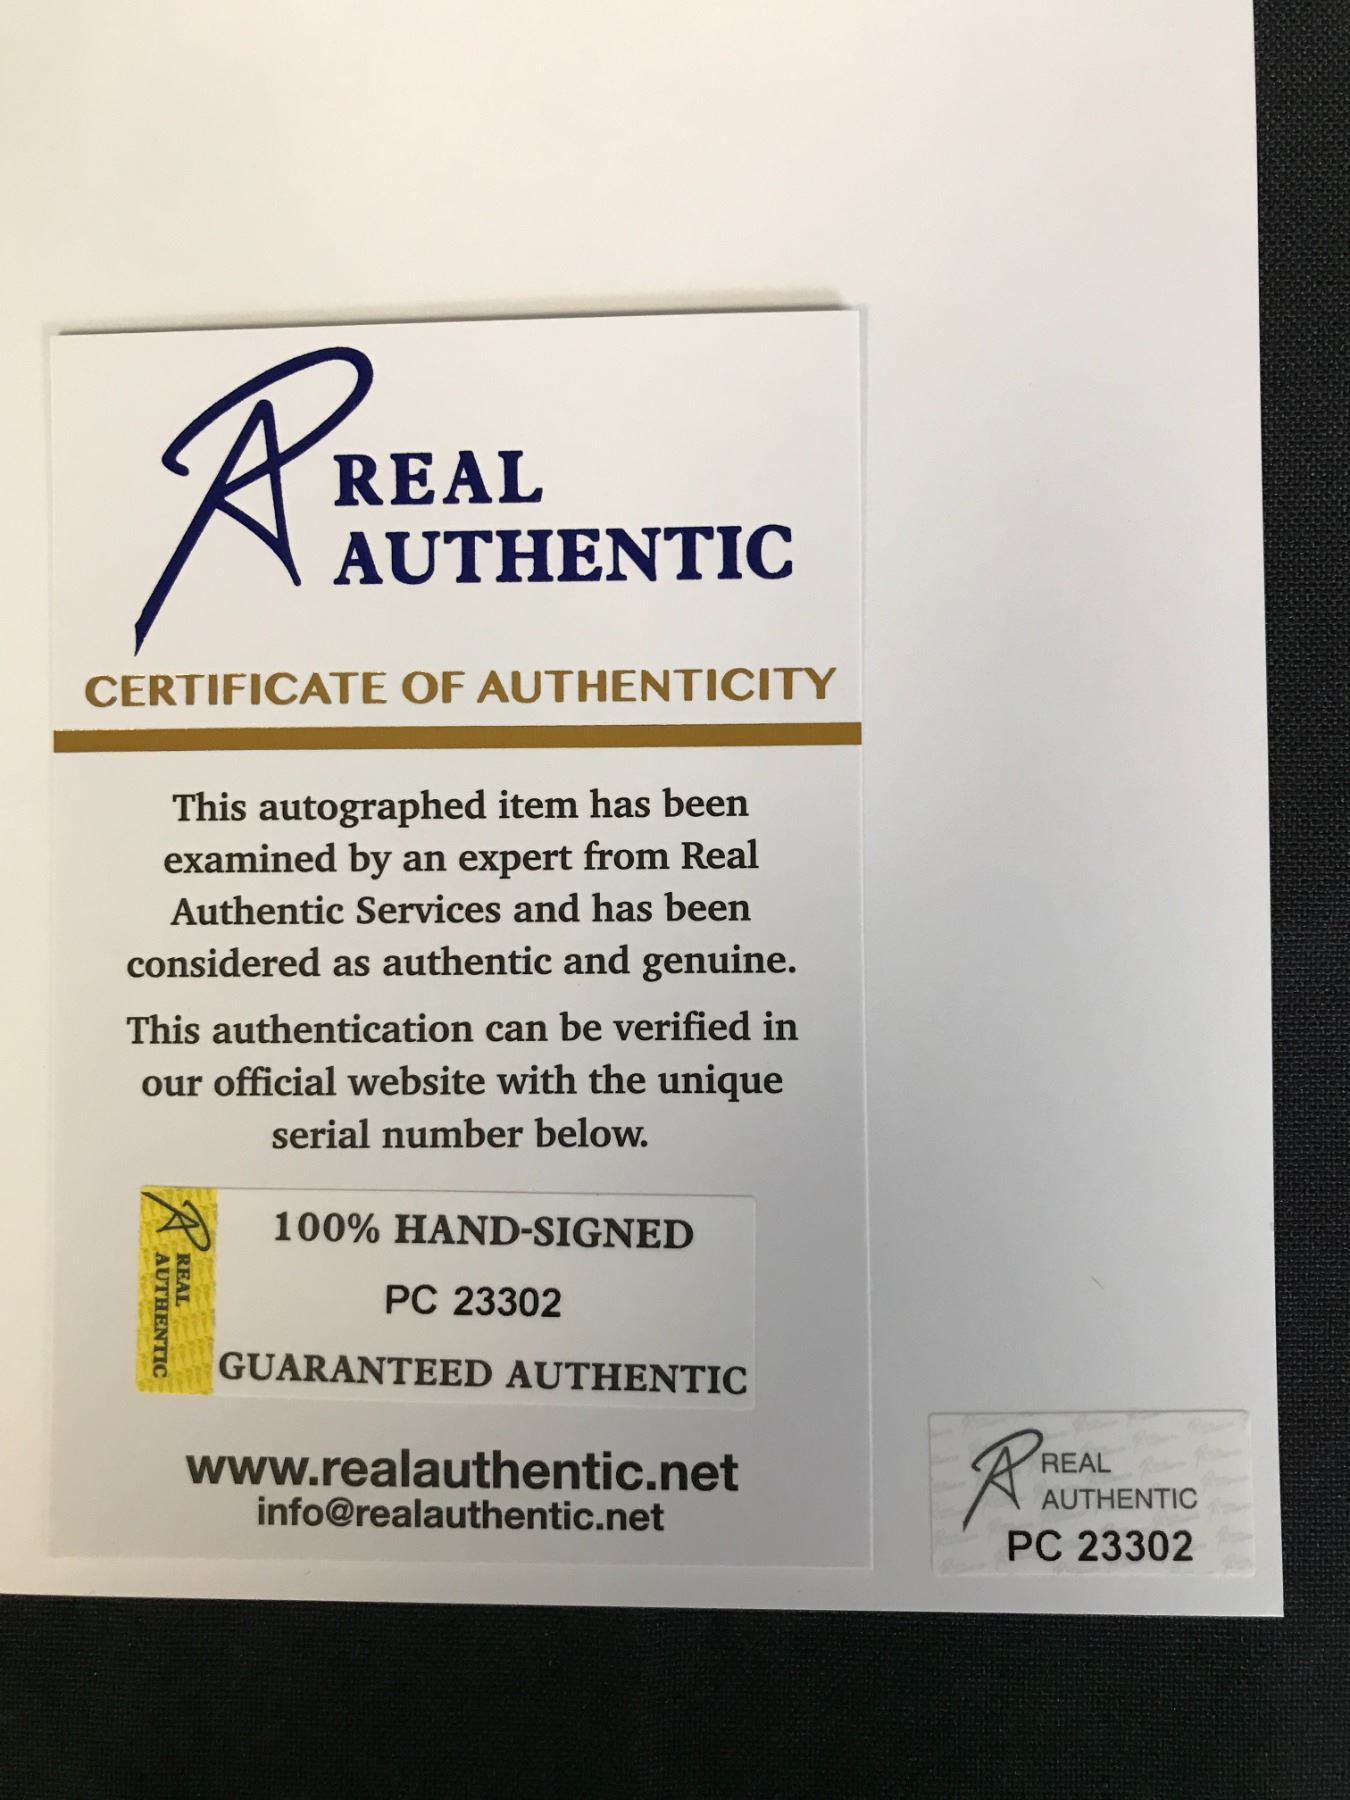 REAL
AUTHENTIC
CERTIFICATE OF AUTHENTICITY
This autographed item has been
examined by an expert from Real
Authentic Services and has been
considered as authentic and genuine.
This authentication can be verified in
our official website with the unique
serial number below.
REAL
AUTHENTIC
100% HAND-SIGNED
PC 23302
GUARANTEED AUTHENTIC
www.realauthentic.net
info@realauthentic.net
REAL
AUTHENTIC
PC 23302